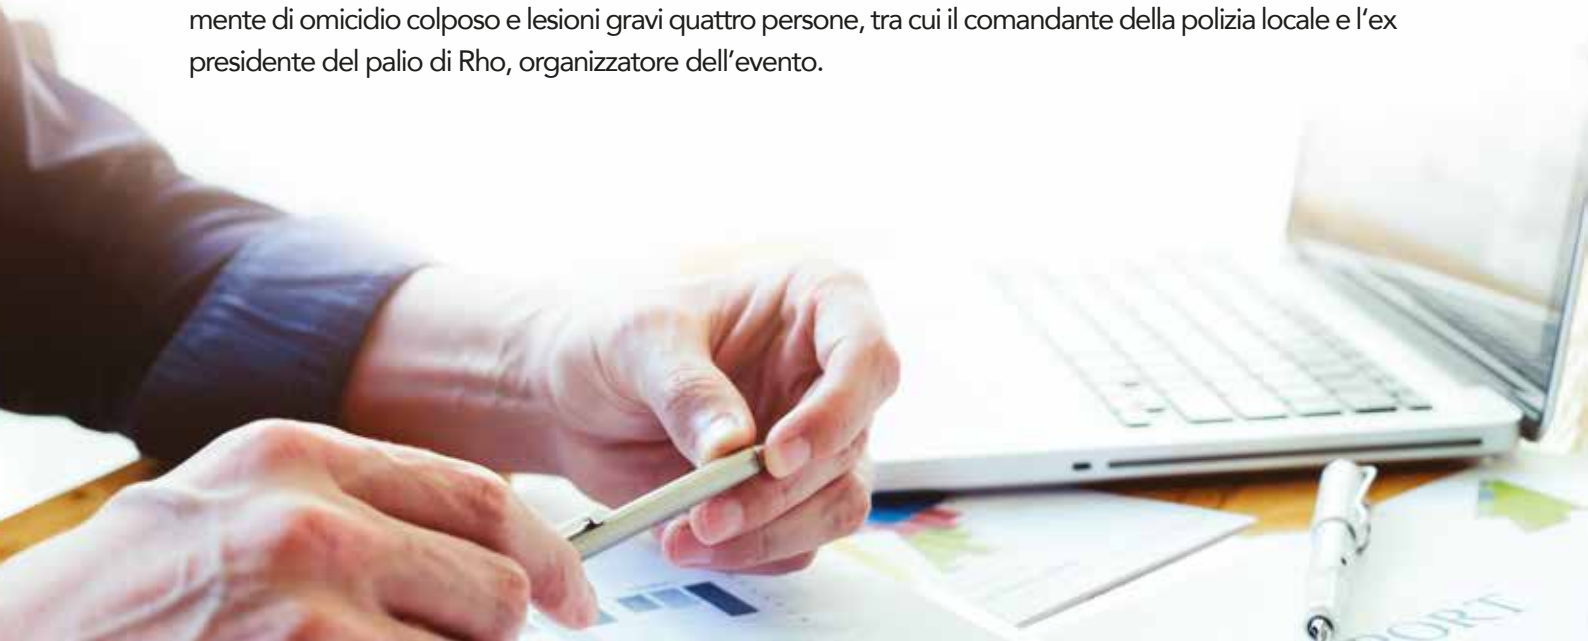 mente di omicidio colposo e lesioni gravi quattro persone, tra cui il comandante della polizia locale e l’ex
presidente del palio di Rho, organizzatore dell’evento.
PORT